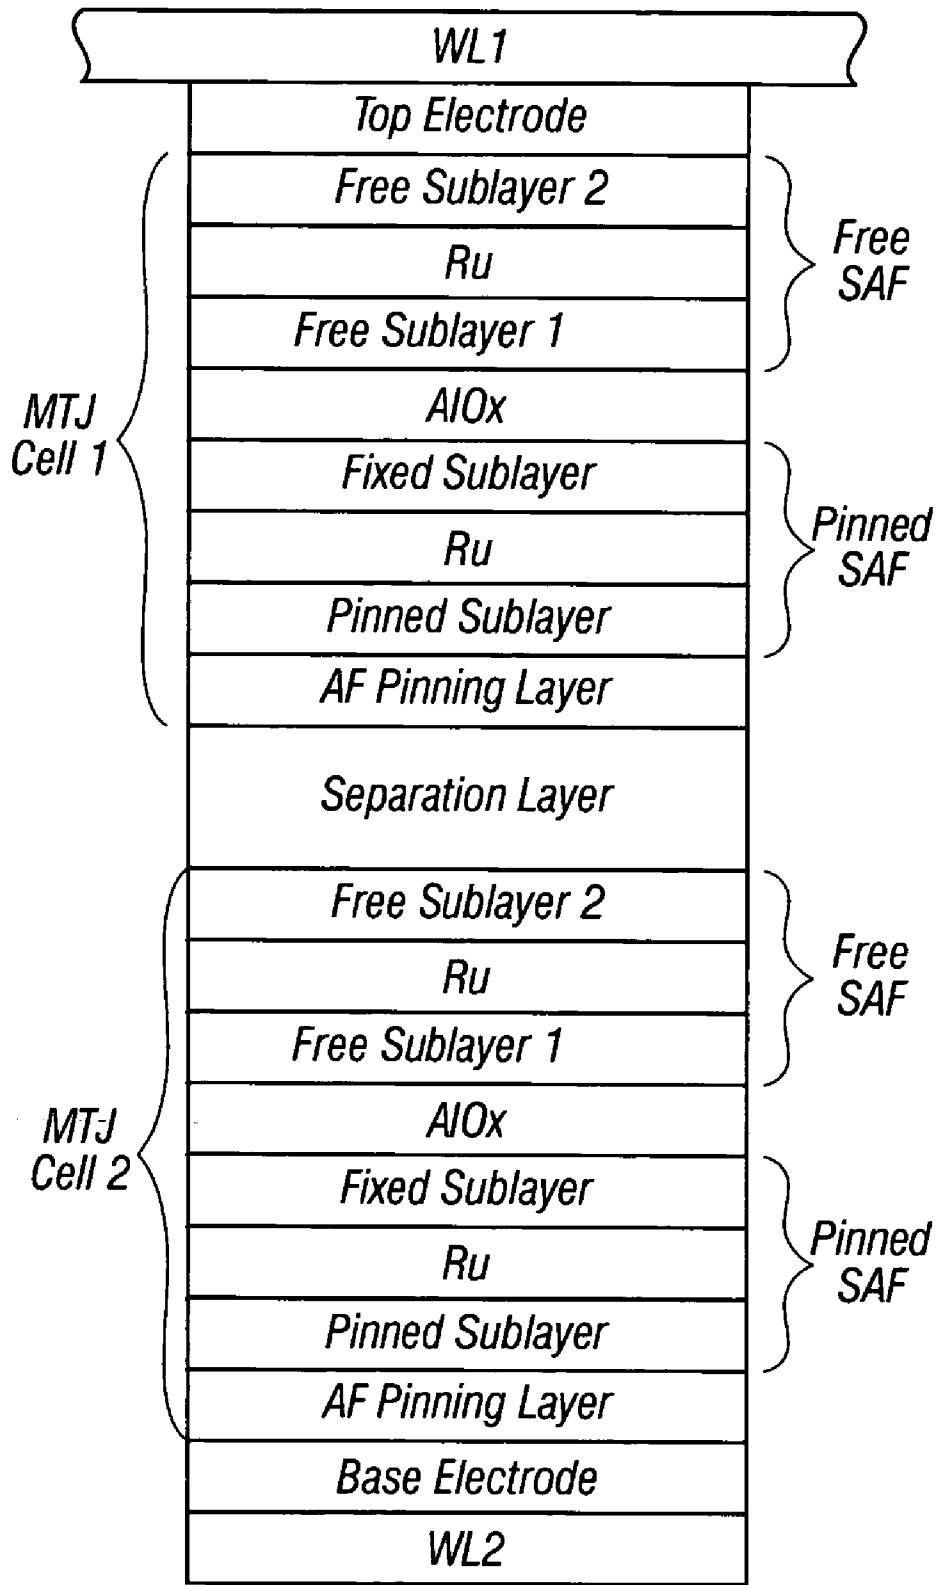 WL1
Top Electrode
Free Sublayer 2
Ru
Free Sublayer 1
Free
SAF
AlOx
MTJ
Cell 1
Fixed Sublayer
Ru
Pinned Sublayer
Pinned
SAF
AF Pinning Layer
Separation Layer
Free Sublayer 2
Ru
Free Sublayer 1
Free
SAF
AlOx
MTJ
Cell 2
Fixed Sublayer
Ru
Pinned Sublayer
Pinned
SAF
AF Pinning Layer
Base Electrode
WL2